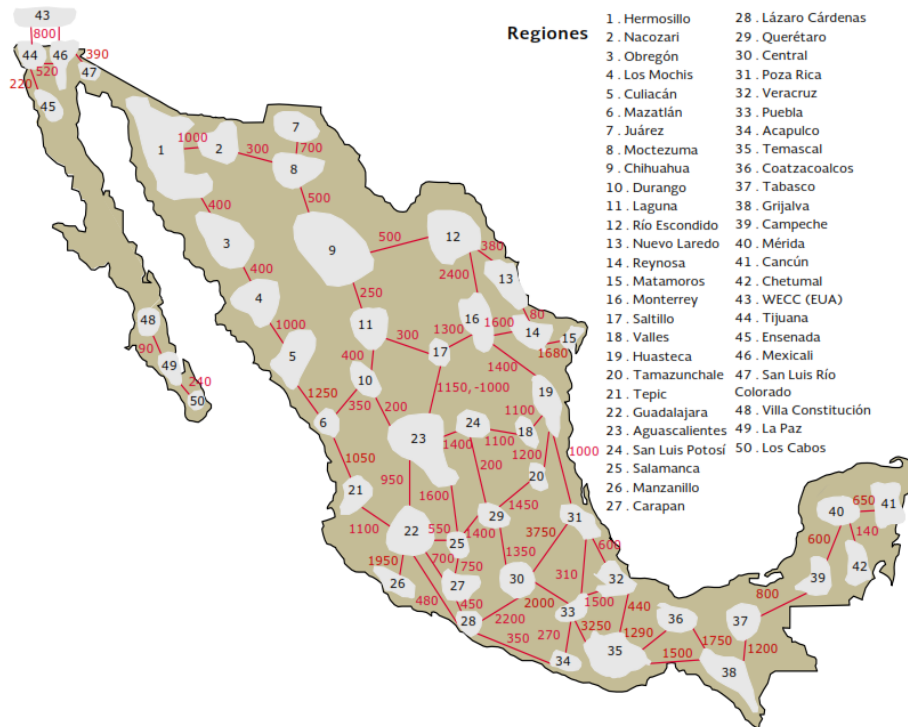 Regiones
1 . Hermosillo
2 . Nacozari
3 . Obregón
4 . Los Mochis
5 . Culiacán
6 . Mazatlán
7 . Juárez
8 . Moctezuma
9 . Chihuahua
10 . Durango
11 . Laguna
12 . Río Escondido
13 . Nuevo Laredo
14 . Reynosa
15 . Matamoros
16 . Monterrey
17 . Saltillo
18 . Valles
19 . Huasteca
20 . Tamazunchale
21 . Tepic
22 . Guadalajara
23 . Aguascalientes
24 . San Luis Potosí
25 . Salamanca
26 . Manzanillo
27 . Carapan
28 . Lázaro Cárdenas
29 . Querétaro
30 . Central
31 . Poza Rica
32 . Veracruz
33 . Puebla
34 . Acapulco
35 . Temascal
36 . Coatzacoalcos
37 . Tabasco
38 . Grijalva
39 . Campeche
40 . Mérida
41 . Cancún
42 . Chetumal
43 . WECC (EUA)
44 . Tijuana
45 . Ensenada
46 . Mexicali
47 . San Luis Río
Colorado
48 . Villa Constitución
49 . La Paz
50 . Los Cabos
43
800
44 46 390
520 47
220
45
1000 7
1 2 300 700
8
400 500
3 9 500 12 380
400 2400 13
4 250
1000 11 300 1300 16 1600 80 14
5 400 17 1680 15
10 1400
1250 350 200 1150, -1000 19
6 23 24 1100
1400 1100 18
1050 950 200 1200 1000
21 1600 20
1450
1100 22 550 1400 29 3750 31
25
1950 700 750 1350 600
26 27 30 310 32
480 450 2000 1500 440
28 2200 33
350 270 3250 1290 36
34 35 1500 1750 37
38 1200
800
39 600
40 650 41
140
42
48
90
49
240
50